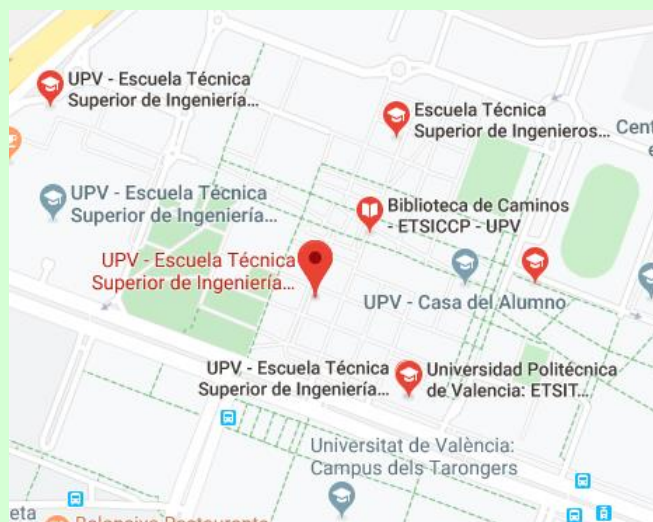 UPV - Escuela Técnica
Superior de Ingeniería...
Escuela Técnica
Superior de Ingenieros...
Cent
e
UPV - Escuela Técnica
Superior de Ingeniería...
Biblioteca de Caminos
- ETSICCP - UPV
UPV - Escuela Técnica
Superior de Ingeniería...
UPV - Casa del Alumno
UPV - Escuela Técnica
Superior de Ingeniería...
Universidad Politécnica
de Valencia: ETSIT...
Universitat de València:
Campus dels Tarongers
eta